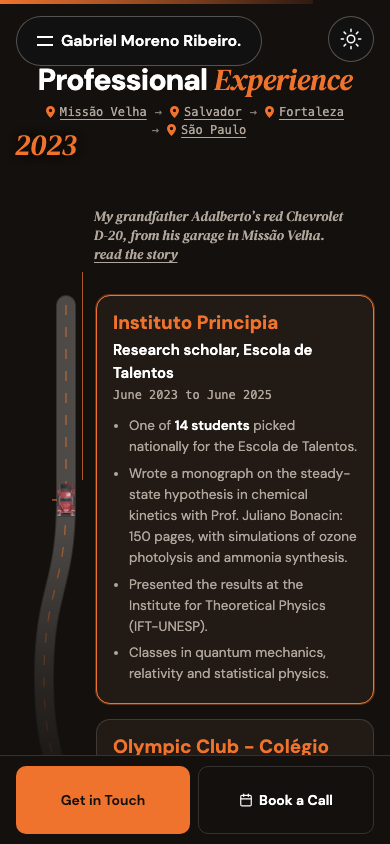 Gabriel Moreno Ribeiro.
Professional Experience
Missão Velha → Salvador → Fortaleza
→ São Paulo
2023
My grandfather Adalberto's red Chevrolet
D-20, from his garage in Missão Velha.
read the story
Instituto Principia
Research scholar, Escola de
Talentos
June 2023 to June 2025
• One of 14 students picked
nationally for the Escola de Talentos.
• Wrote a monograph on the steady-
state hypothesis in chemical
kinetics with Prof. Juliano Bonacin:
150 pages, with simulations of ozone
photolysis and ammonia synthesis.
• Presented the results at the
Institute for Theoretical Physics
(IFT-UNESP).
• Classes in quantum mechanics,
relativity and statistical physics.
Olympic Club - Colégio
Get in Touch
Book a Call